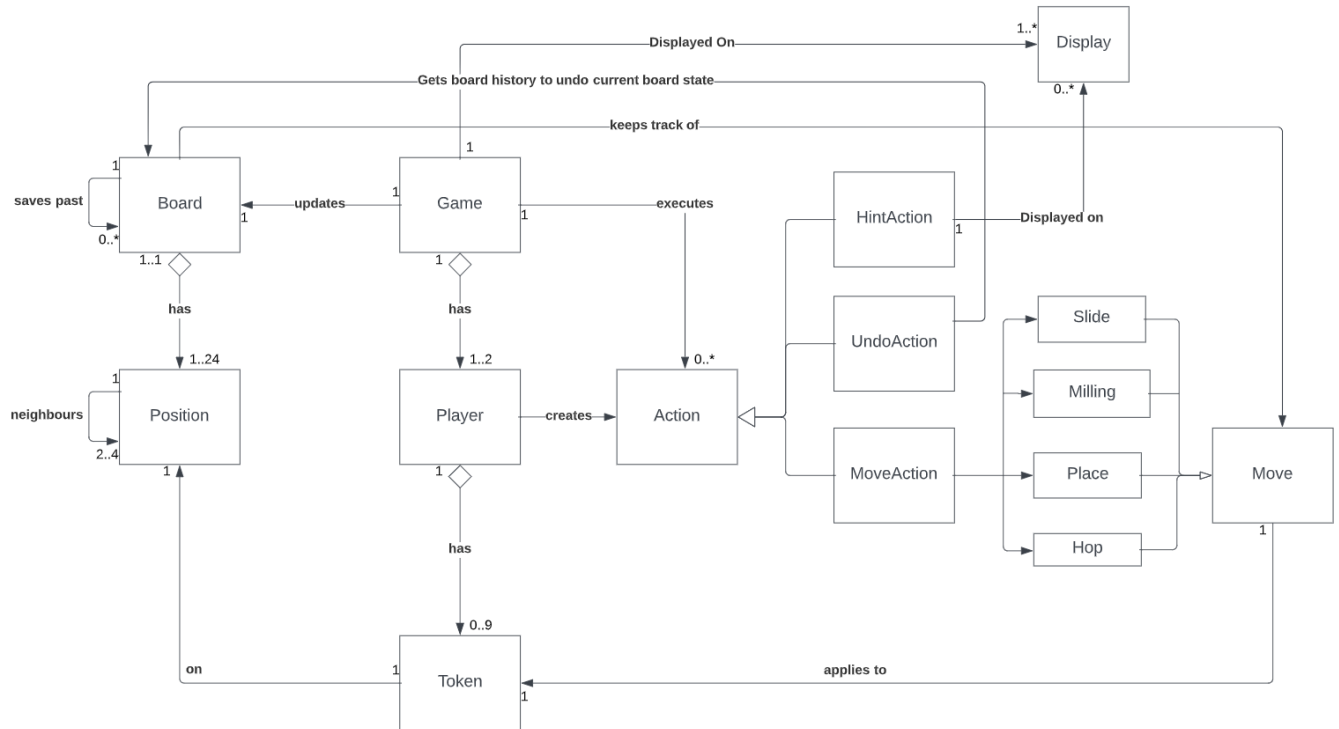 1..*
Displayed On
Display
Gets board history to undo current board state
0..*
keeps track of
1
1
saves past
Board
1
updates
1
Game
1
executes
HintAction
1
Displayed on
0..*
1..1
1
has
has
Slide
UndoAction
1..24
1..2
0..*
1
neighbours
Position
Player
creates
Action
Milling
2..4
1
1
MoveAction
Place
Move
1
Hop
has
0..9
on
1
Token
1
applies to